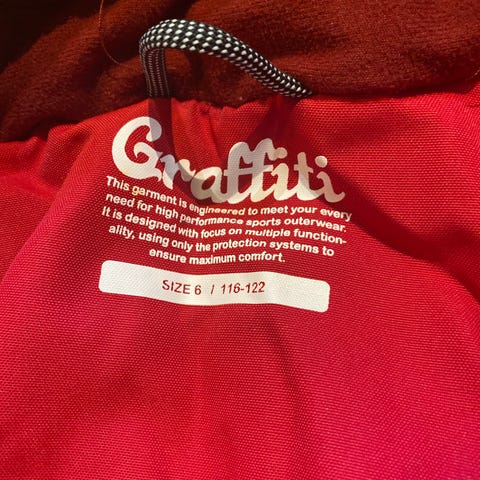 Graffiti
This garment is engineered to meet your every
need for high performance sports outerwear.
It is designed with focus on multiple function-
ality, using only the protection systems to
ensure maximum comfort.
SIZE 6 / 116-122